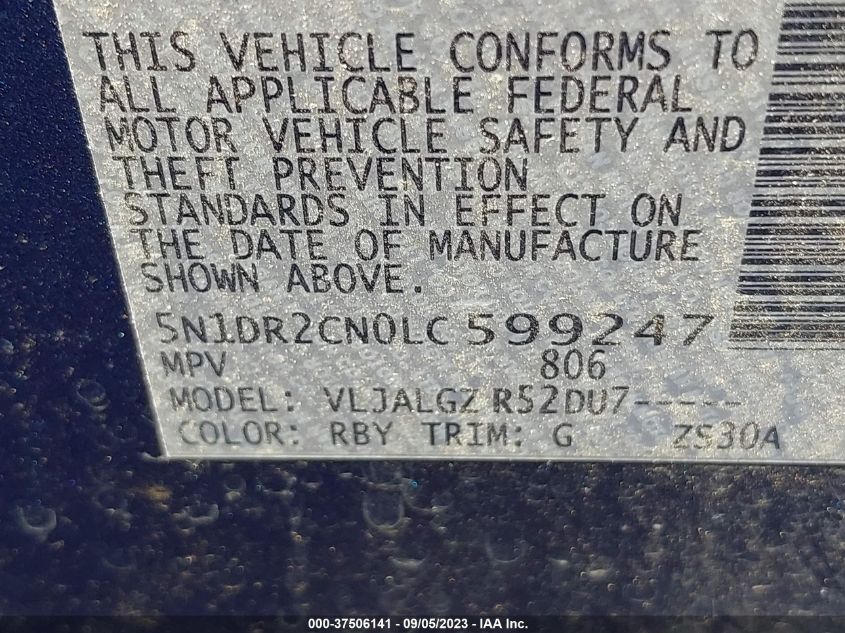 THIS VEHICLE CONFORMS TO
ALL APPLICABLE FEDERAL
MOTOR VEHICLE SAFETY AND
THEFT PREVENTION
STANDARDS IN EFFECT ON
THE DATE OF MANUFACTURE
SHOWN ABOVE.
5N1DR2CN0LC599247
MPV 806
MODEL: VLJALGZ R52DU7-----
COLOR: RBY TRIM: G ZS30A
000-37506141 - 09/05/2023 - IAA Inc.